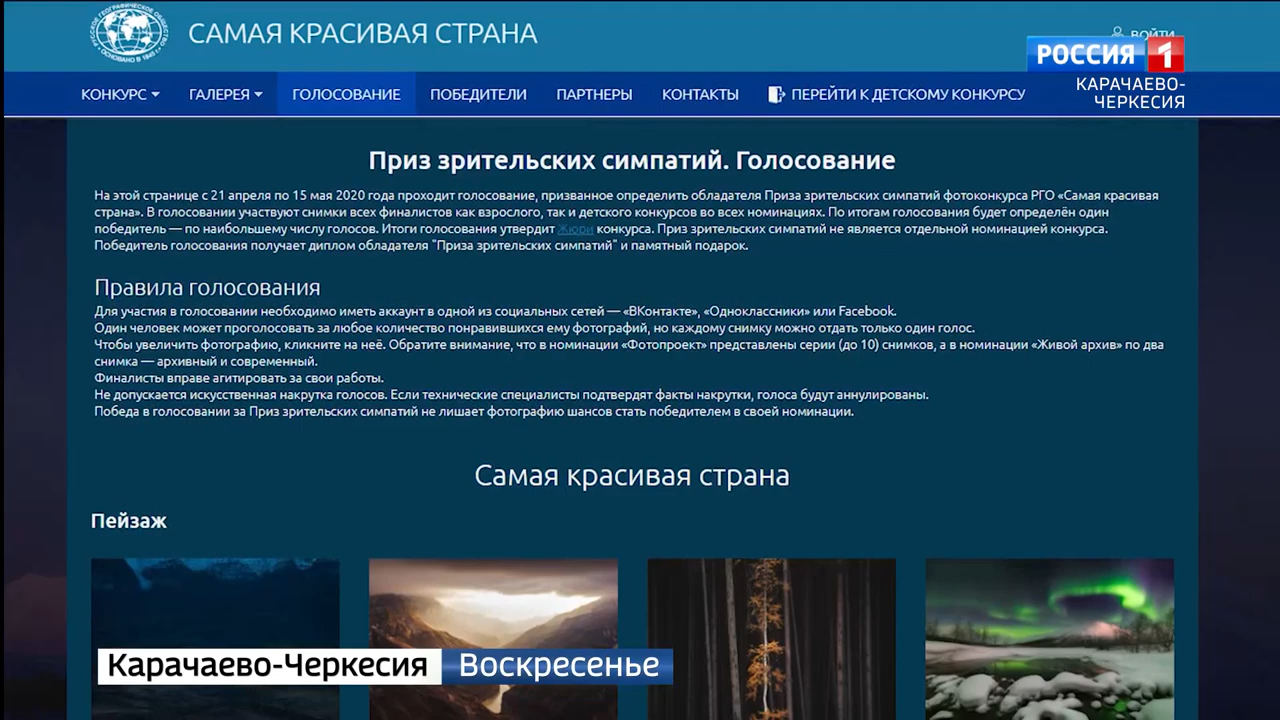 РУССКОЕ ГЕОГРАФИЧЕСКОЕ ОБЩЕСТВО
ОСНОВАНО В 1845 г.
САМАЯ КРАСИВАЯ СТРАНА
ВОЙТИ
РОССИЯ 1
КАРАЧАЕВО-
ЧЕРКЕСИЯ
КОНКУРС ГАЛЕРЕЯ ГОЛОСОВАНИЕ ПОБЕДИТЕЛИ ПАРТНЕРЫ КОНТАКТЫ ПЕРЕЙТИ К ДЕТСКОМУ КОНКУРСУ
Приз зрительских симпатий. Голосование
На этой странице с 21 апреля по 15 мая 2020 года проходит голосование, призванное определить обладателя Приза зрительских симпатий фотоконкурса РГО «Самая красивая
страна». В голосовании участвуют снимки всех финалистов как взрослого, так и детского конкурсов во всех номинациях. По итогам голосования будет определён один
победитель — по наибольшему числу голосов. Итоги голосования утвердит Жюри конкурса. Приз зрительских симпатий не является отдельной номинацией конкурса.
Победитель голосования получает диплом обладателя "Приза зрительских симпатий" и памятный подарок.
Правила голосования
Для участия в голосовании необходимо иметь аккаунт в одной из социальных сетей — «ВКонтакте», «Одноклассники» или Facebook.
Один человек может проголосовать за любое количество понравившихся ему фотографий, но каждому снимку можно отдать только один голос.
Чтобы увеличить фотографию, кликните на неё. Обратите внимание, что в номинации «Фотопроект» представлены серии (до 10) снимков, а в номинации «Живой архив» по два
снимка — архивный и современный.
Финалисты вправе агитировать за свои работы.
Не допускается искусственная накрутка голосов. Если технические специалисты подтвердят факты накрутки, голоса будут аннулированы.
Победа в голосовании за Приз зрительских симпатий не лишает фотографию шансов стать победителем в своей номинации.
Самая красивая страна
Пейзаж
Карачаево-Черкесия Воскресенье